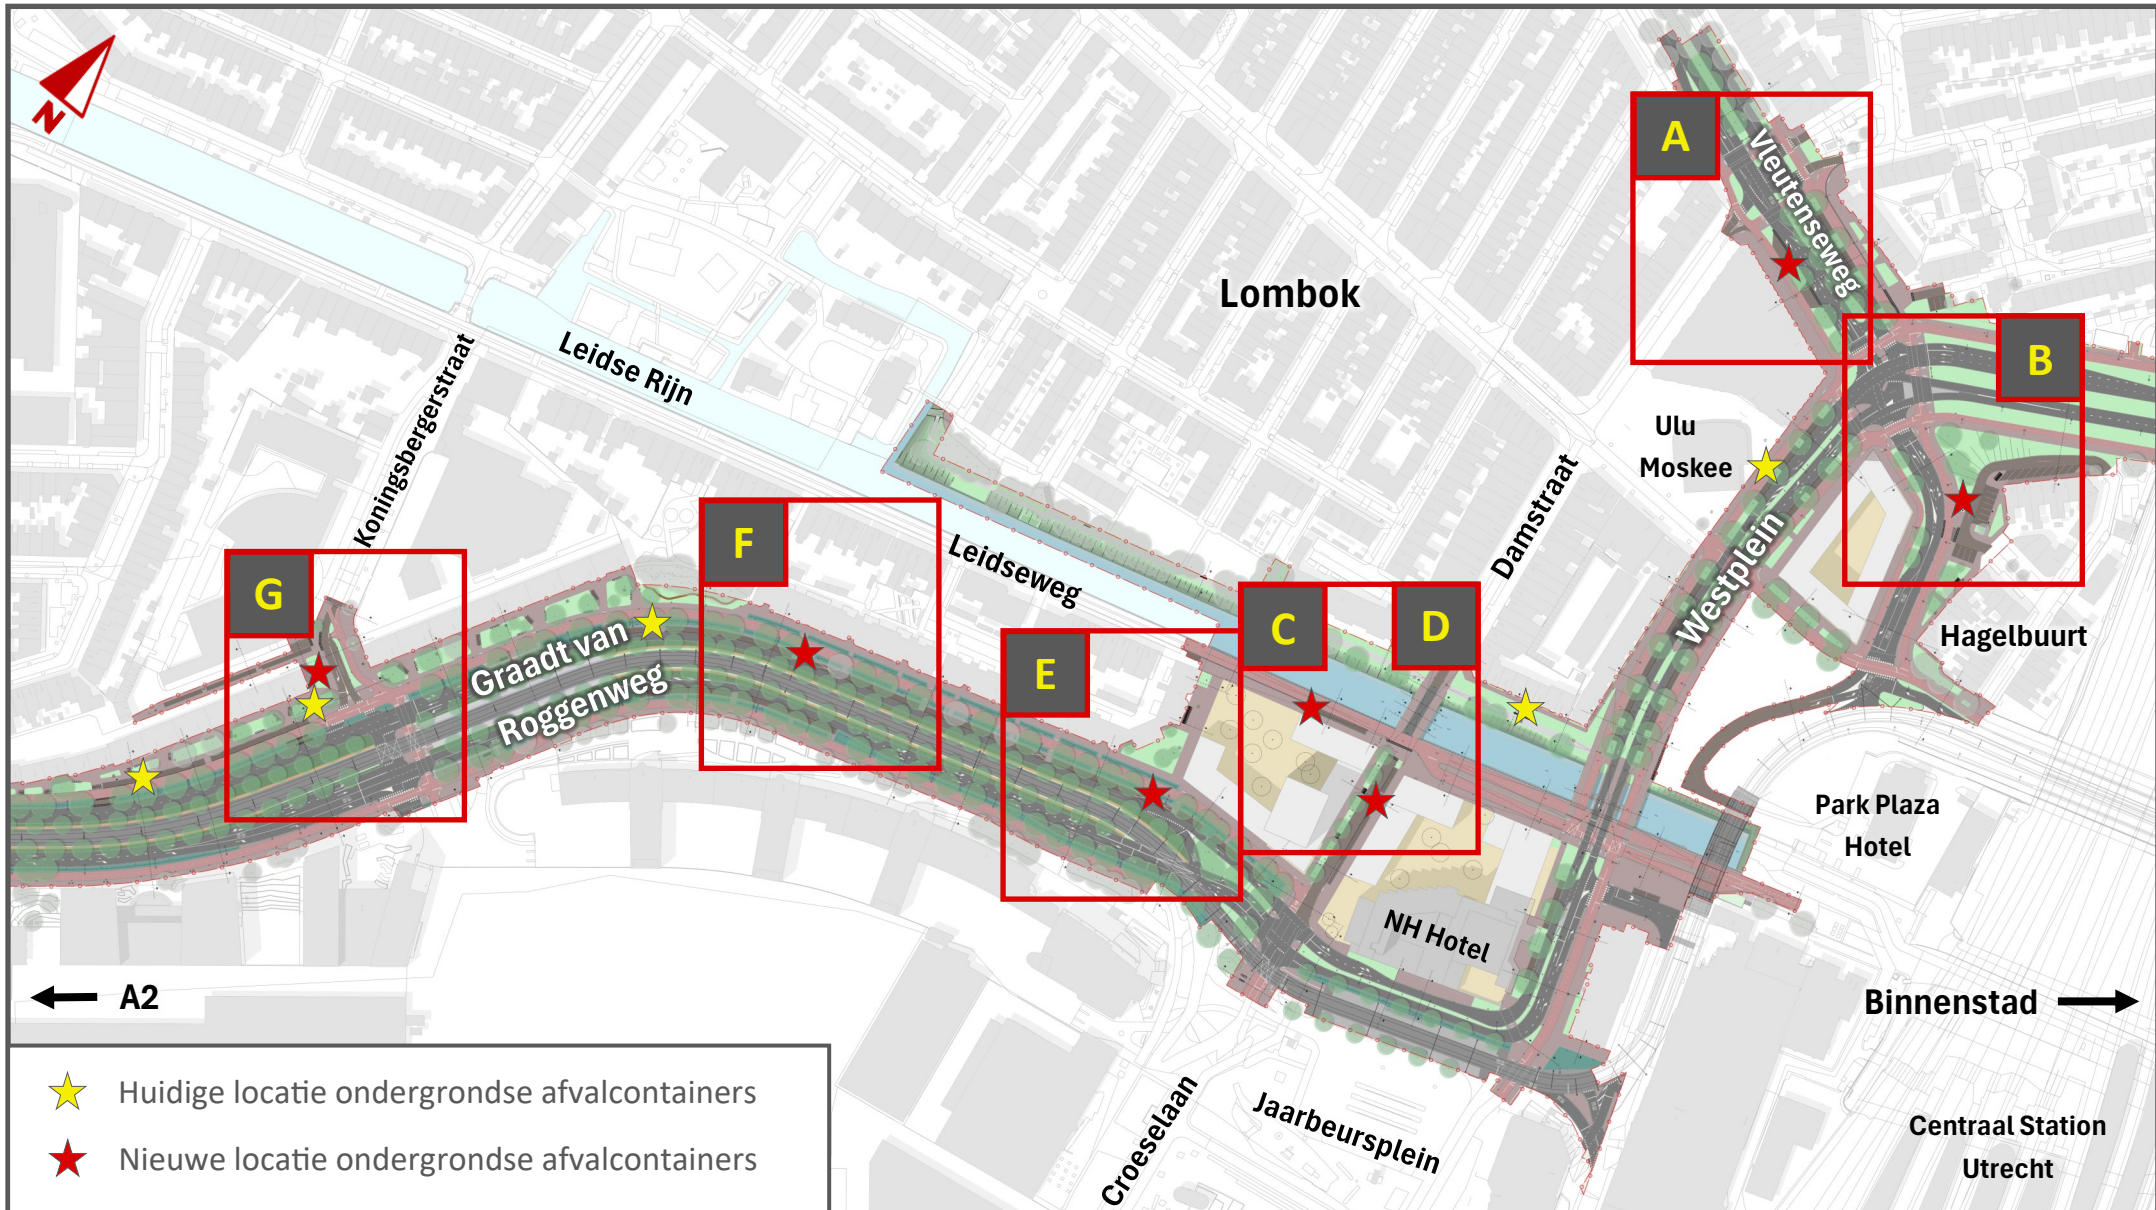 N
A
Vleutenseweg
B
Lombok
Leidse Rijn
Koningsbergerstraat
Ulu
Moskee
Damstraat
Westplein
F
Leidseweg
G
C
D
E
Hagelbuurt
Graadt van
Roggenweg
Park Plaza
Hotel
NH Hotel
A2
Binnenstad
Croeselaan
Jaarbeursplein
Centraal Station
Utrecht
Huidige locatie ondergrondse afvalcontainers
Nieuwe locatie ondergrondse afvalcontainers